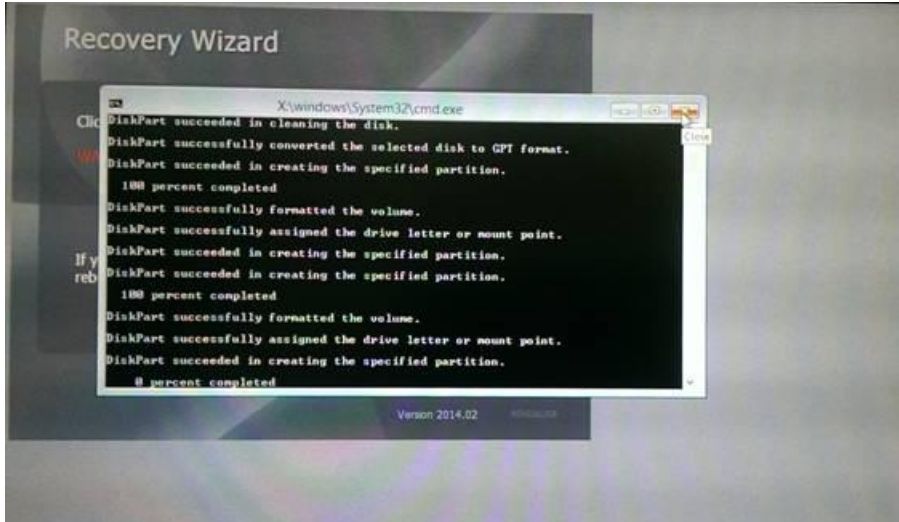 Recovery Wizard
X:\windows\System32\cmd.exe
Close
Clic
DiskPart succeeded in cleaning the disk.
DiskPart successfully converted the selected disk to GPT format.
WA
DiskPart succeeded in creating the specified partition.
100 percent completed
DiskPart successfully formatted the volume.
DiskPart successfully assigned the drive letter or mount point.
If y
DiskPart succeeded in creating the specified partition.
reb
DiskPart succeeded in creating the specified partition.
100 percent completed
DiskPart successfully formatted the volume.
DiskPart successfully assigned the drive letter or mount point.
DiskPart succeeded in creating the specified partition.
0 percent completed
Version 2014.02